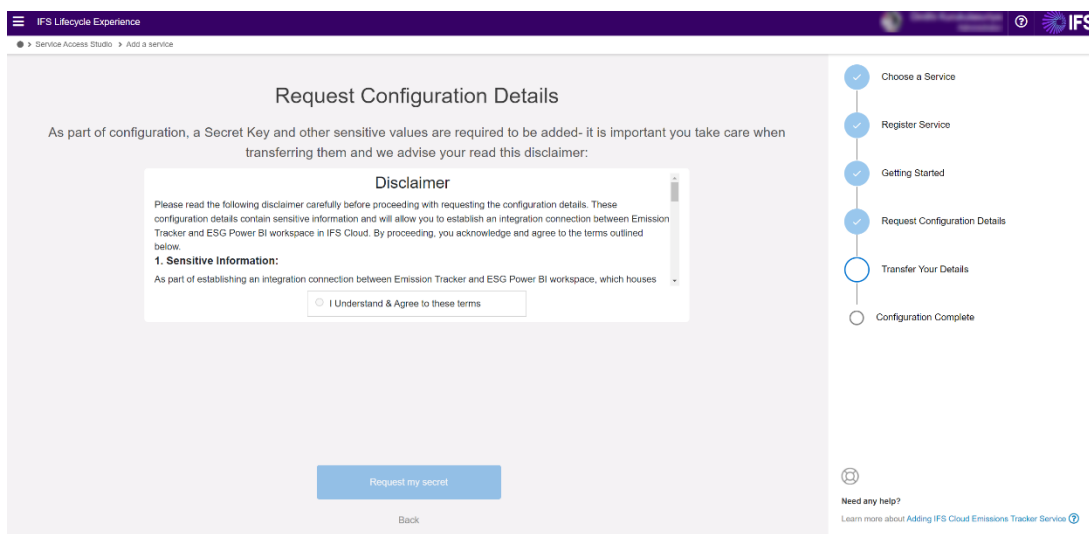 IFS Lifecycle Experience
IFS
Service Access Studio > Add a service
Request Configuration Details
As part of configuration, a Secret Key and other sensitive values are required to be added- it is important you take care when
transferring them and we advise your read this disclaimer:
Disclaimer
Please read the following disclaimer carefully before proceeding with requesting the configuration details. These
configuration details contain sensitive information and will allow you to establish an integration connection between Emission
Tracker and ESG Power BI workspace in IFS Cloud. By proceeding, you acknowledge and agree to the terms outlined
below.
1. Sensitive Information:
As part of establishing an integration connection between Emission Tracker and ESG Power BI workspace, which houses
I Understand & Agree to these terms
Request my secret
Back
Choose a Service
Register Service
Getting Started
Request Configuration Details
Transfer Your Details
Configuration Complete
Need any help?
Learn more about Adding IFS Cloud Emissions Tracker Service